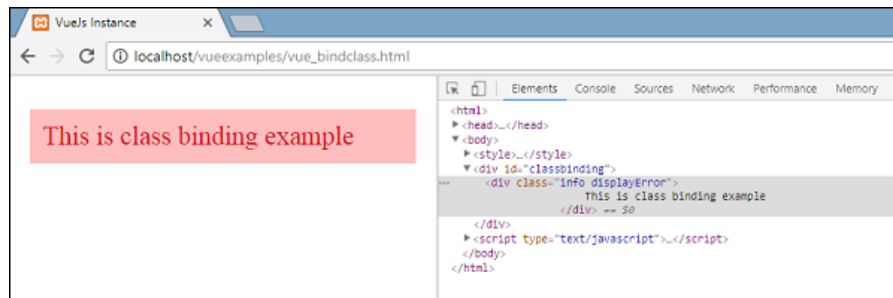 VueJs Instance
localhost/vueexamples/vue_bindclass.html
Elements Console Sources Network Performance Memory
This is class binding example
<html>
▶<head>…</head>
▼<body>
▶<style>…</style>
▼<div id="classbinding">
… <div class="info displayError">
This is class binding example
</div> == $0
</div>
▶<script type="text/javascript">…</script>
</body>
</html>